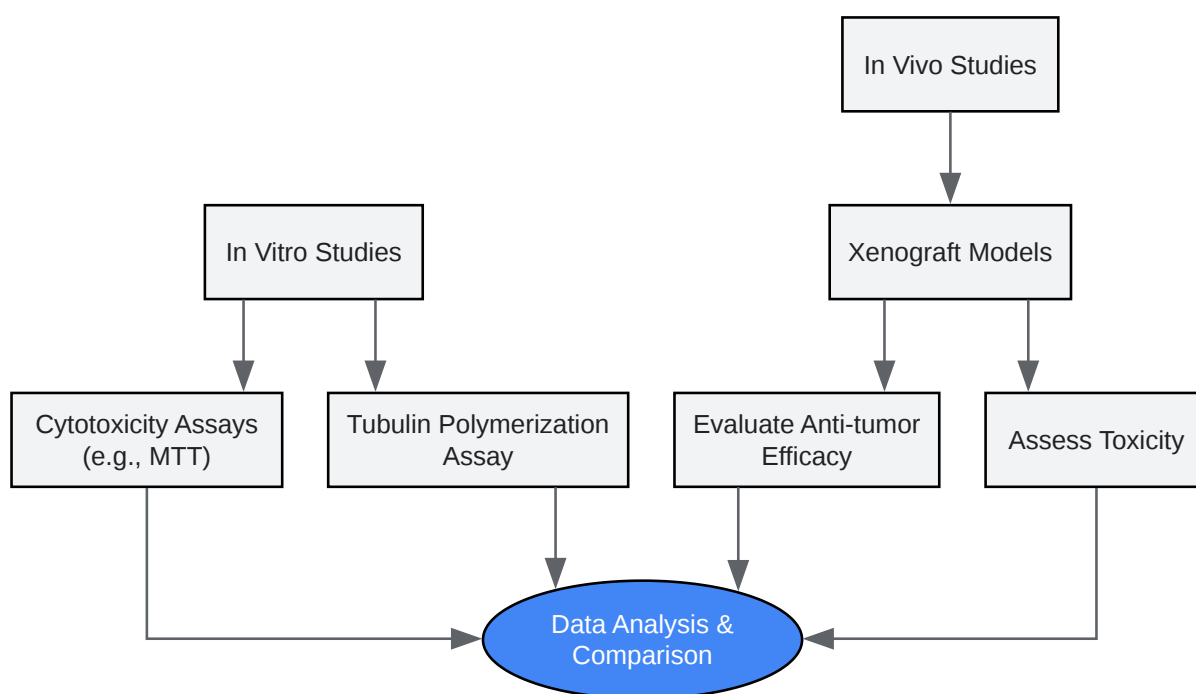 In Vivo Studies
In Vitro Studies
Xenograft Models
Cytotoxicity Assays
(e.g., MTT)
Tubulin Polymerization
Assay
Evaluate Anti-tumor
Efficacy
Assess Toxicity
Data Analysis &
Comparison